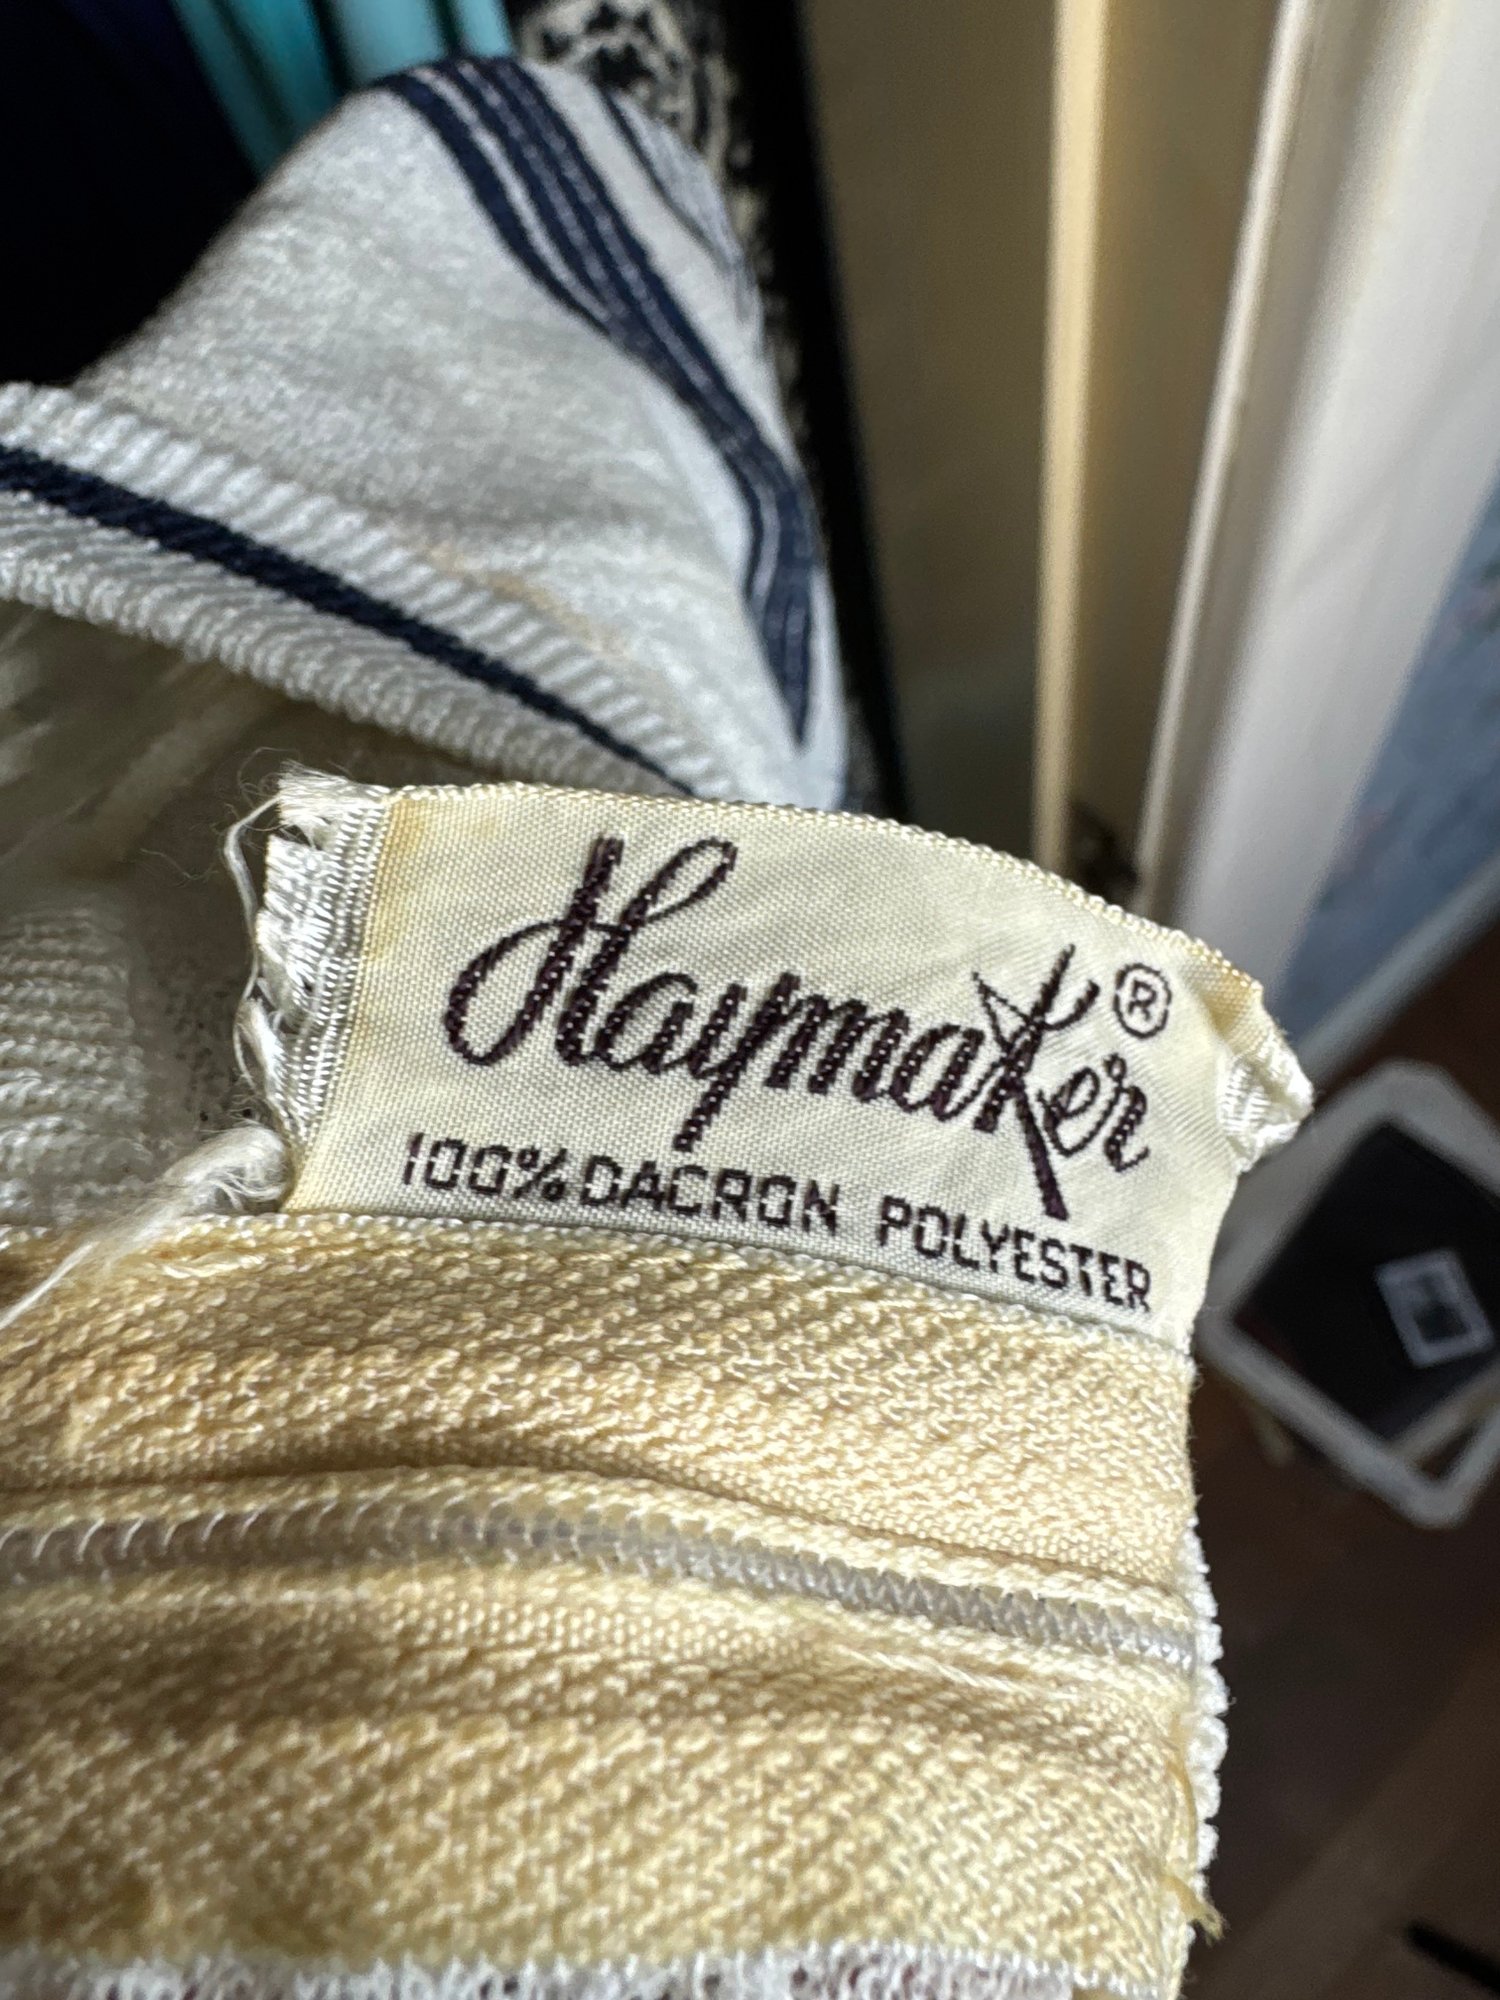 Haymaker®
100% DACRON POLYESTER